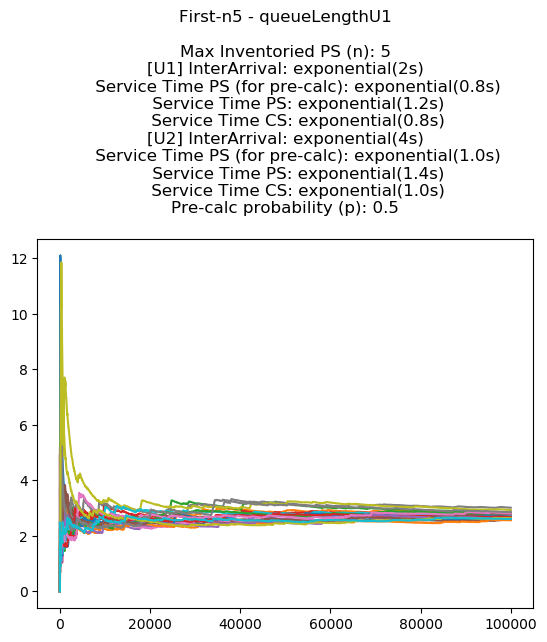 First-n5 - queueLengthU1
Max Inventoried PS (n): 5
[U1] InterArrival: exponential(2s)
Service Time PS (for pre-calc): exponential(0.8s)
Service Time PS: exponential(1.2s)
Service Time CS: exponential(0.8s)
[U2] InterArrival: exponential(4s)
Service Time PS (for pre-calc): exponential(1.0s)
Service Time PS: exponential(1.4s)
Service Time CS: exponential(1.0s)
Pre-calc probability (p): 0.5
12
10
8
6
4
2
0
0 20000 40000 60000 80000 100000